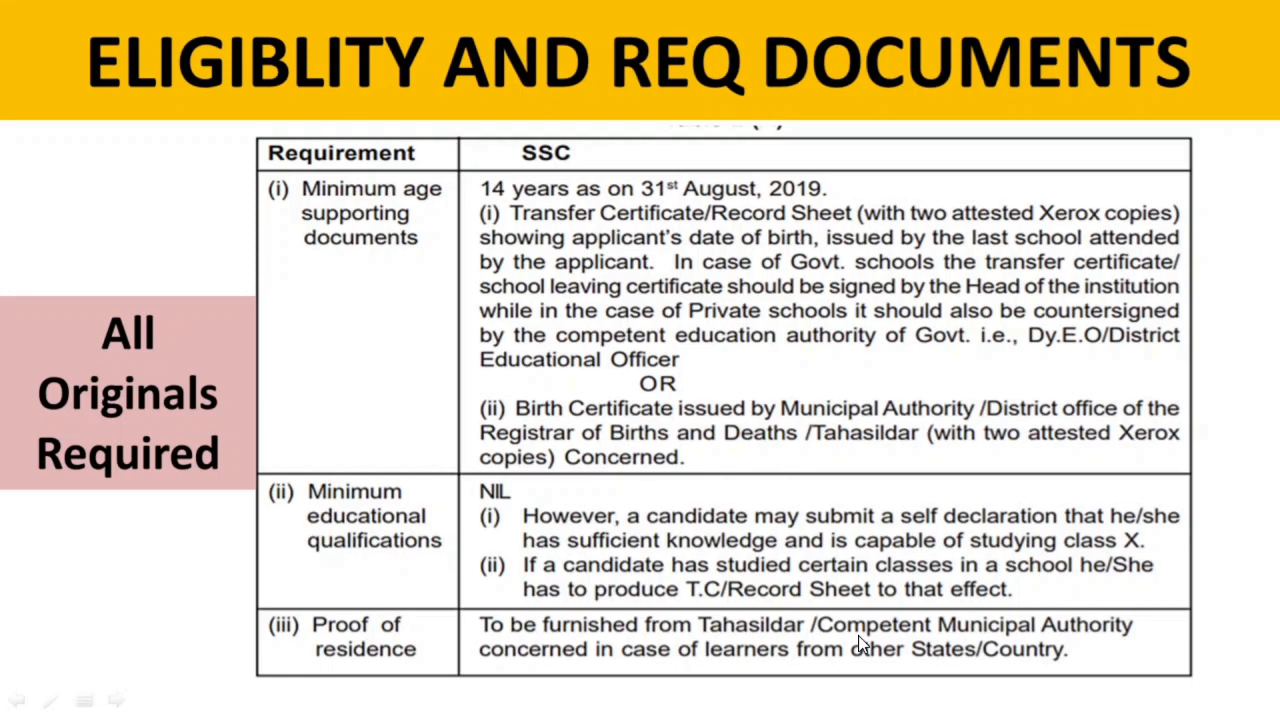 ELIGIBLITY AND REQ DOCUMENTS
Requirement SSC
(i) Minimum age supporting documents
14 years as on 31st August, 2019.
(i) Transfer Certificate/Record Sheet (with two attested Xerox copies)
showing applicant's date of birth, issued by the last school attended
by the applicant. In case of Govt. schools the transfer certificate/
school leaving certificate should be signed by the Head of the institution
while in the case of Private schools it should also be countersigned
by the competent education authority of Govt. i.e., Dy.E.O/District
Educational Officer
OR
(ii) Birth Certificate issued by Municipal Authority /District office of the
Registrar of Births and Deaths /Tahasildar (with two attested Xerox
copies) Concerned.
(ii) Minimum
educational
qualifications
NIL
(i) However, a candidate may submit a self declaration that he/she
has sufficient knowledge and is capable of studying class X.
(ii) If a candidate has studied certain classes in a school he/She
has to produce T.C/Record Sheet to that effect.
(iii) Proof of
residence
To be furnished from Tahasildar /Competent Municipal Authority
concerned in case of learners from other States/Country.
All
Originals
Required